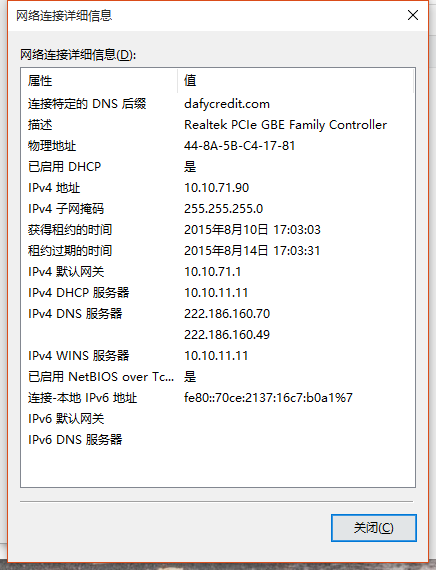 网络连接详细信息
网络连接详细信息(D):
属性 值
连接特定的 DNS 后缀 dafycredit.com
描述 Realtek PCIe GBE Family Controller
物理地址 44-8A-5B-C4-17-81
已启用 DHCP 是
IPv4 地址 10.10.71.90
IPv4 子网掩码 255.255.255.0
获得租约的时间 2015年8月10日 17:03:03
租约过期的时间 2015年8月14日 17:03:31
IPv4 默认网关 10.10.71.1
IPv4 DHCP 服务器 10.10.11.11
IPv4 DNS 服务器 222.186.160.70
222.186.160.49
IPv4 WINS 服务器 10.10.11.11
已启用 NetBIOS over Tc... 是
连接-本地 IPv6 地址 fe80::70ce:2137:16c7:b0a1%7
IPv6 默认网关
IPv6 DNS 服务器
关闭(C)